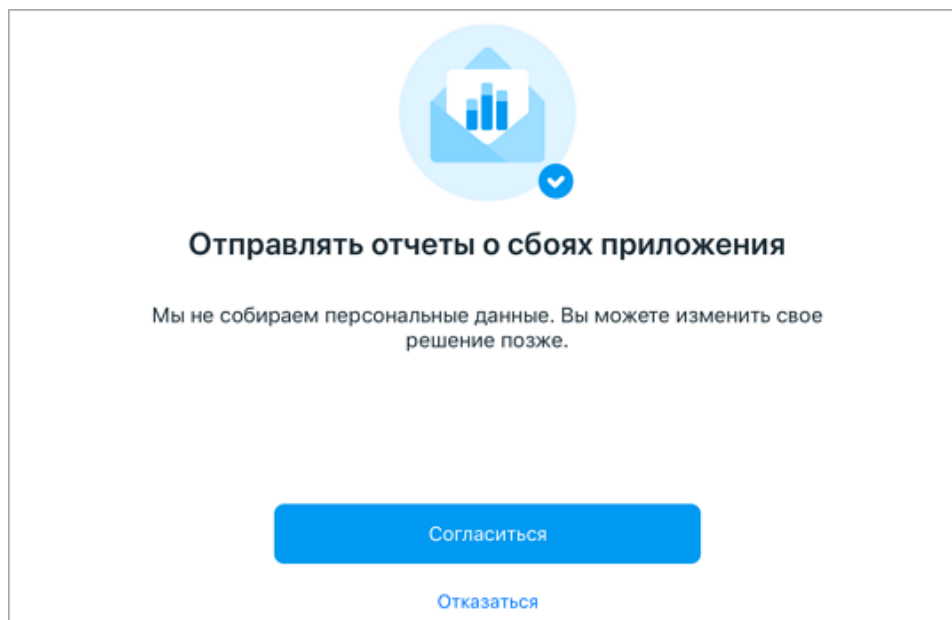 Отправлять отчеты о сбоях приложения
Мы не собираем персональные данные. Вы можете изменить свое
решение позже.
Согласиться
Отказаться